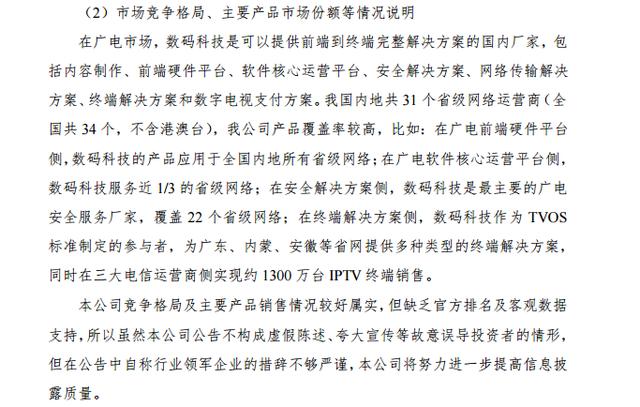 （2）市场竞争格局、主要产品市场份额等情况说明
在广电市场，数码科技是可以提供前端到终端完整解决方案的国内厂家，包
括内容制作、前端硬件平台、软件核心运营平台、安全解决方案、网络传输解决
方案、终端解决方案和数字电视支付方案。我国内地共 31 个省级网络运营商（全
国共 34 个，不含港澳台），我公司产品覆盖率较高，比如：在广电前端硬件平台
侧，数码科技的产品应用于全国内地所有省级网络；在广电软件核心运营平台侧，
数码科技服务近 1/3 的省级网络；在安全解决方案侧，数码科技是最主要的广电
安全服务厂家，覆盖 22 个省级网络；在终端解决方案侧，数码科技作为 TVOS
标准制定的参与者，为广东、内蒙、安徽等省网提供多种类型的终端解决方案，
同时在三大电信运营商侧实现约 1300 万台 IPTV 终端销售。
本公司竞争格局及主要产品销售情况较好属实，但缺乏官方排名及客观数据
支持，所以虽然本公司公告不构成虚假陈述、夸大宣传等故意误导投资者的情形，
但在公告中自称行业领军企业的措辞不够严谨，本公司将努力进一步提高信息披
露质量。